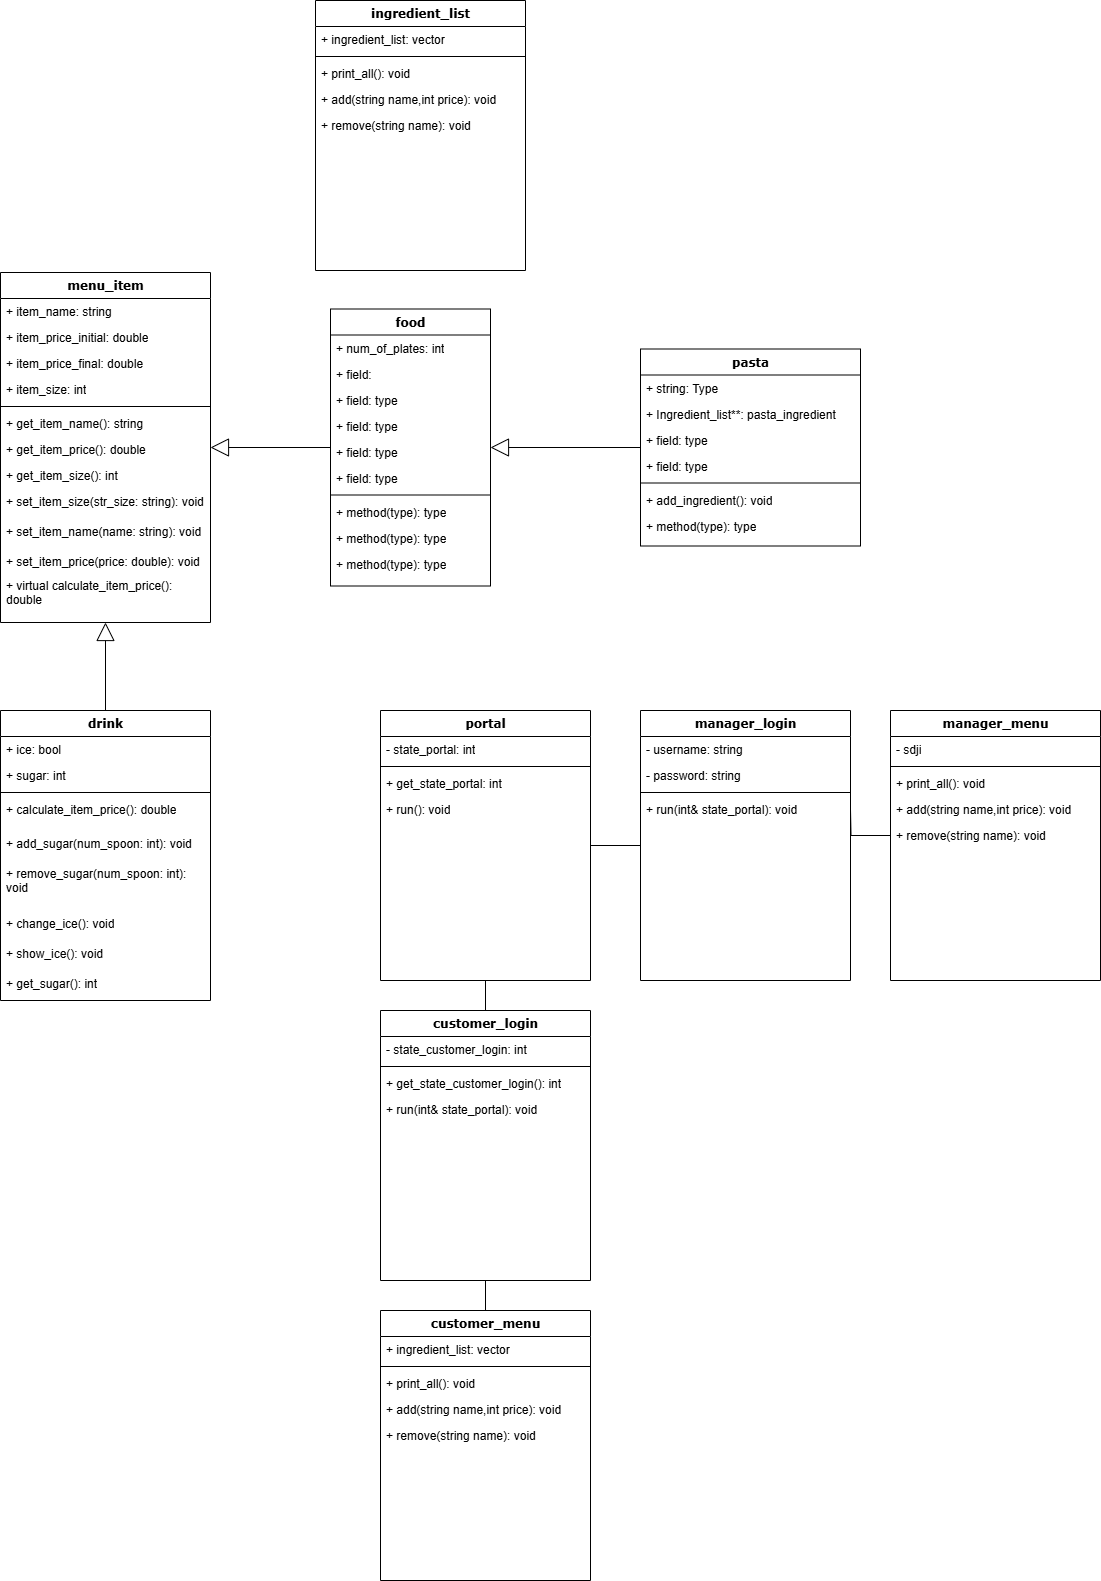 ingredient_list
+ ingredient_list: vector
+ print_all(): void
+ add(string name,int price): void
+ remove(string name): void
menu_item
+ item_name: string
+ item_price_initial: double
+ item_price_final: double
+ item_size: int
+ get_item_name(): string
+ get_item_price(): double
+ get_item_size(): int
+ set_item_size(str_size: string): void
+ set_item_name(name: string): void
+ set_item_price(price: double): void
+ virtual calculate_item_price():
double
food
+ num_of_plates: int
+ field:
+ field: type
+ field: type
+ field: type
+ field: type
+ method(type): type
+ method(type): type
+ method(type): type
pasta
+ string: Type
+ Ingredient_list**: pasta_ingredient
+ field: type
+ field: type
+ add_ingredient(): void
+ method(type): type
drink
+ ice: bool
+ sugar: int
+ calculate_item_price(): double
+ add_sugar(num_spoon: int): void
+ remove_sugar(num_spoon: int):
void
+ change_ice(): void
+ show_ice(): void
+ get_sugar(): int
portal
- state_portal: int
+ get_state_portal: int
+ run(): void
manager_login
- username: string
- password: string
+ run(int& state_portal): void
manager_menu
- sdji
+ print_all(): void
+ add(string name,int price): void
+ remove(string name): void
customer_login
- state_customer_login: int
+ get_state_customer_login(): int
+ run(int& state_portal): void
customer_menu
+ ingredient_list: vector
+ print_all(): void
+ add(string name,int price): void
+ remove(string name): void